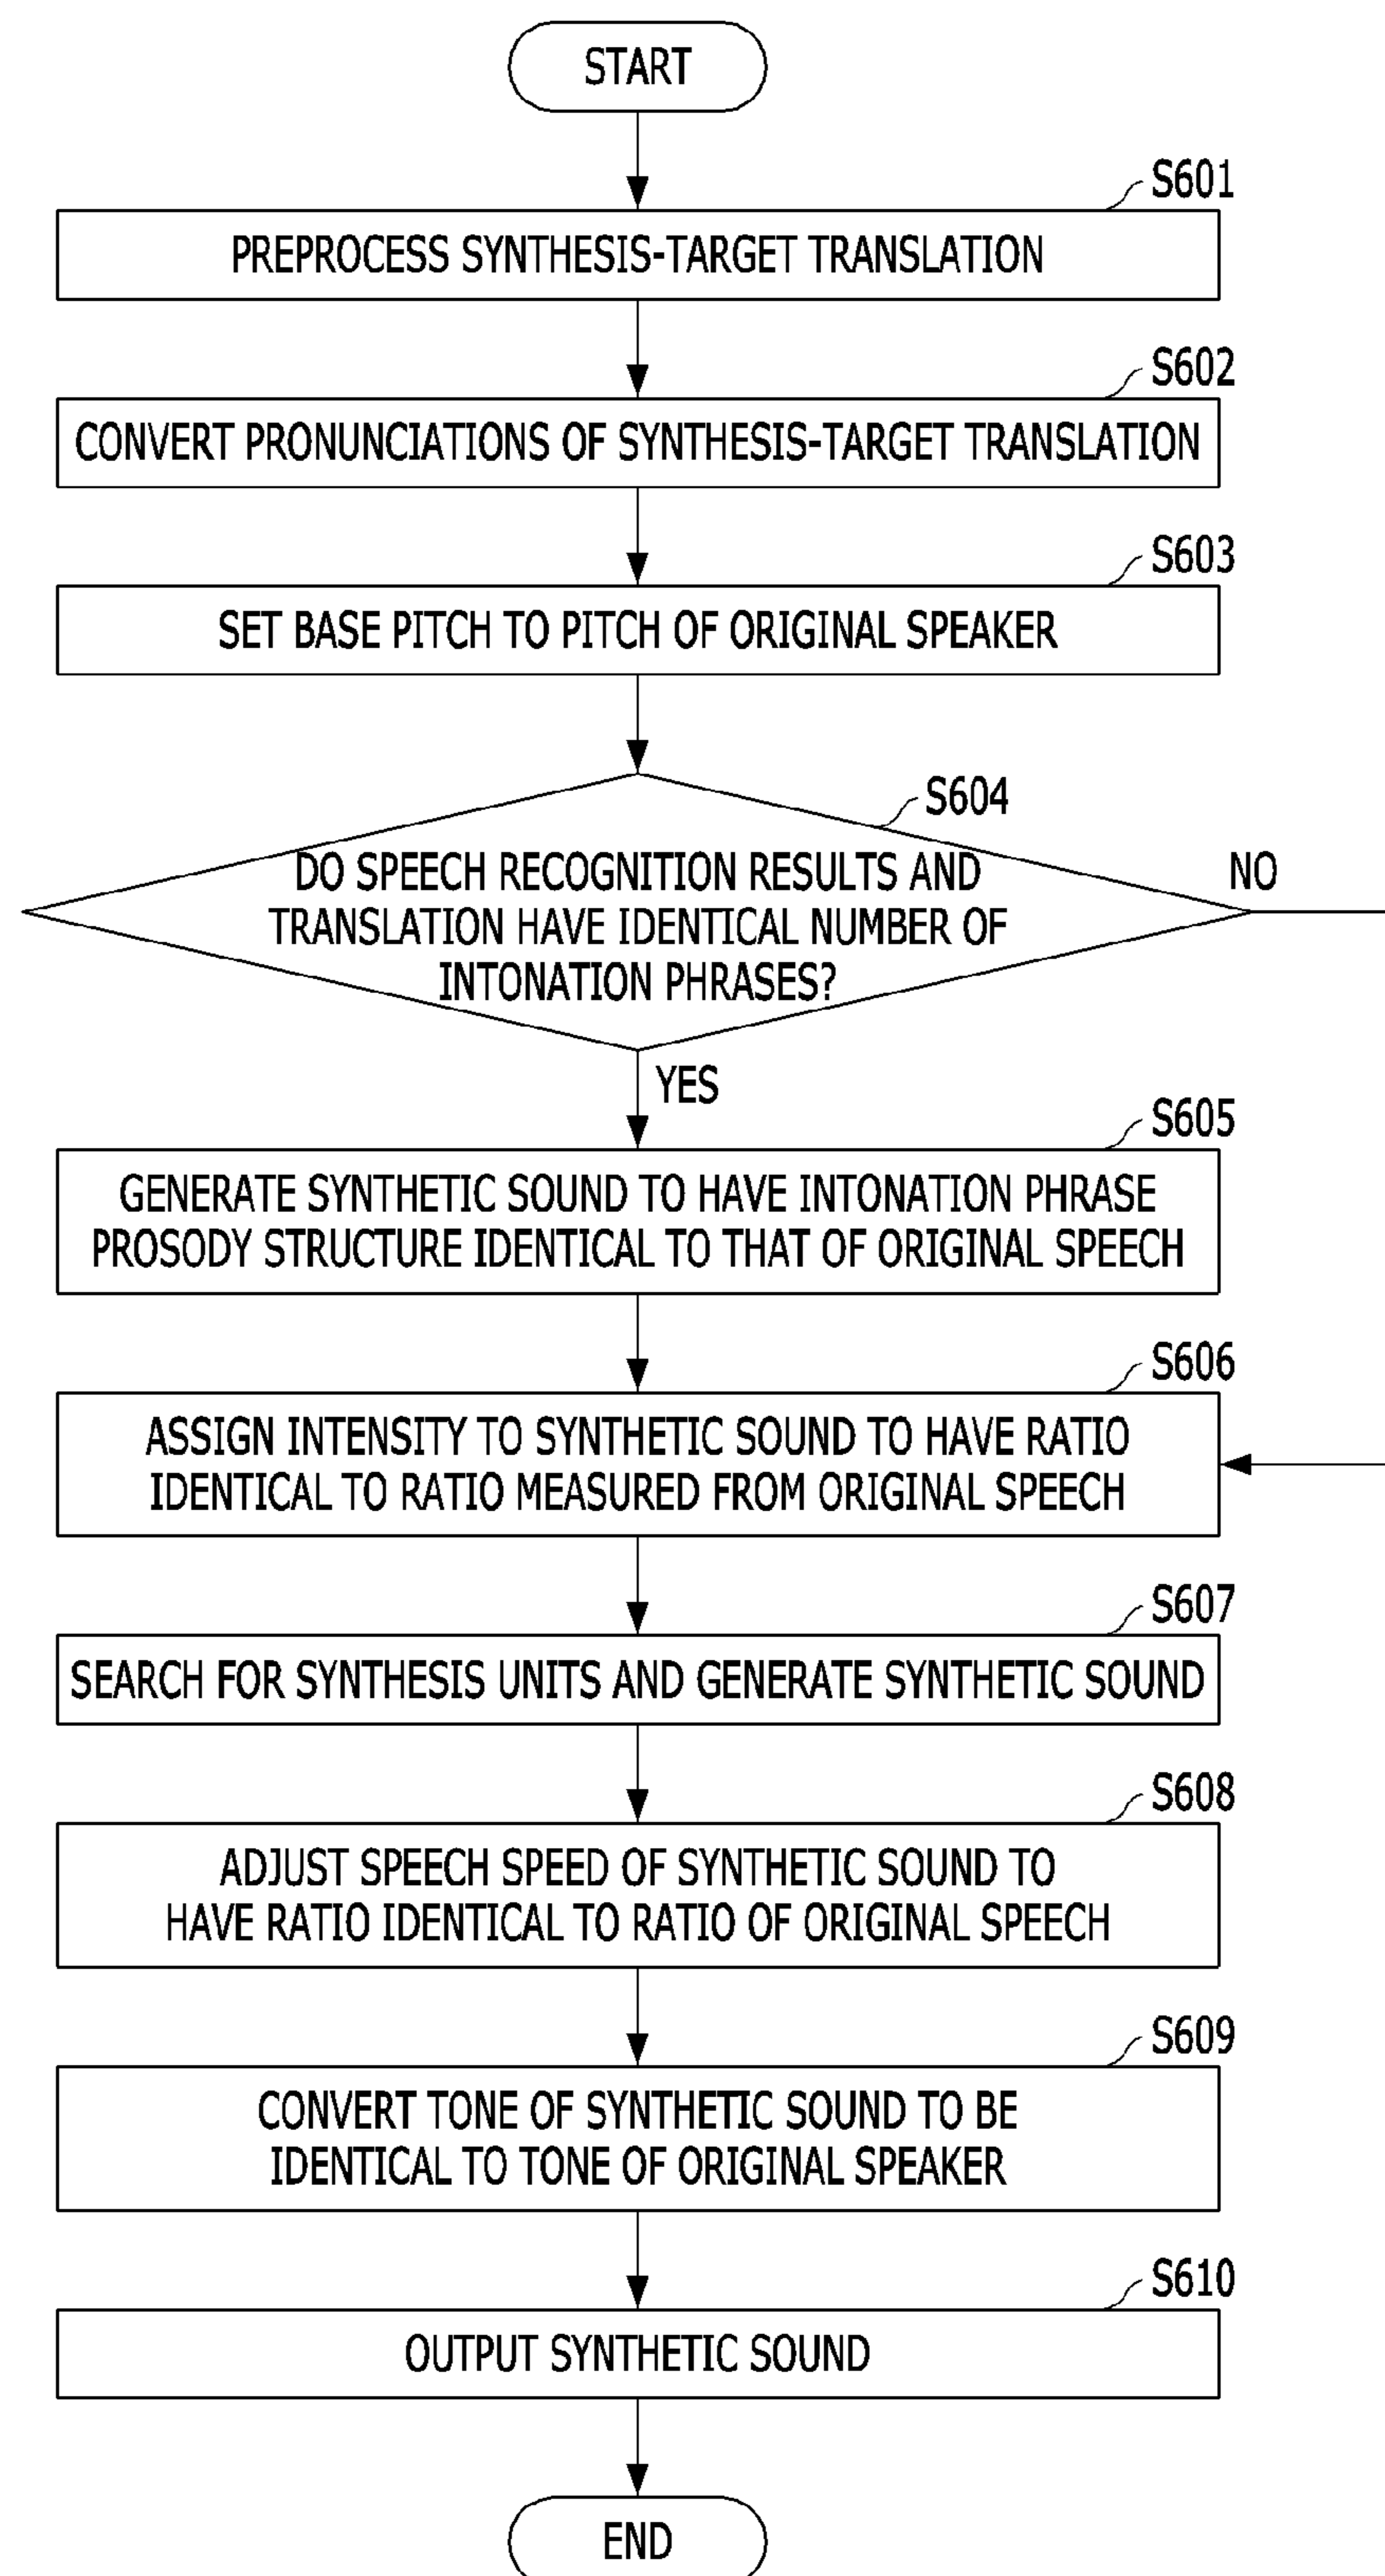 START
S601
PREPROCESS SYNTHESIS-TARGET TRANSLATION
S602
CONVERT PRONUNCIATIONS OF SYNTHESIS-TARGET TRANSLATION
S603
SET BASE PITCH TO PITCH OF ORIGINAL SPEAKER
S604
DO SPEECH RECOGNITION RESULTS AND
TRANSLATION HAVE IDENTICAL NUMBER OF
INTONATION PHRASES?
NO
YES
S605
GENERATE SYNTHETIC SOUND TO HAVE INTONATION PHRASE
PROSODY STRUCTURE IDENTICAL TO THAT OF ORIGINAL SPEECH
S606
ASSIGN INTENSITY TO SYNTHETIC SOUND TO HAVE RATIO
IDENTICAL TO RATIO MEASURED FROM ORIGINAL SPEECH
S607
SEARCH FOR SYNTHESIS UNITS AND GENERATE SYNTHETIC SOUND
S608
ADJUST SPEECH SPEED OF SYNTHETIC SOUND TO
HAVE RATIO IDENTICAL TO RATIO OF ORIGINAL SPEECH
S609
CONVERT TONE OF SYNTHETIC SOUND TO BE
IDENTICAL TO TONE OF ORIGINAL SPEAKER
S610
OUTPUT SYNTHETIC SOUND
END